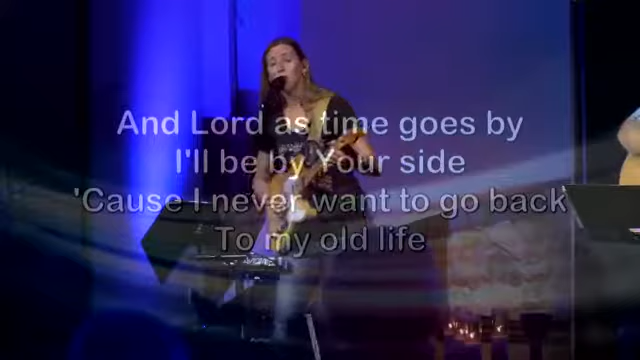 And Lord as time goes by
I'll be by Your side
'Cause I never want to go back
To my old life